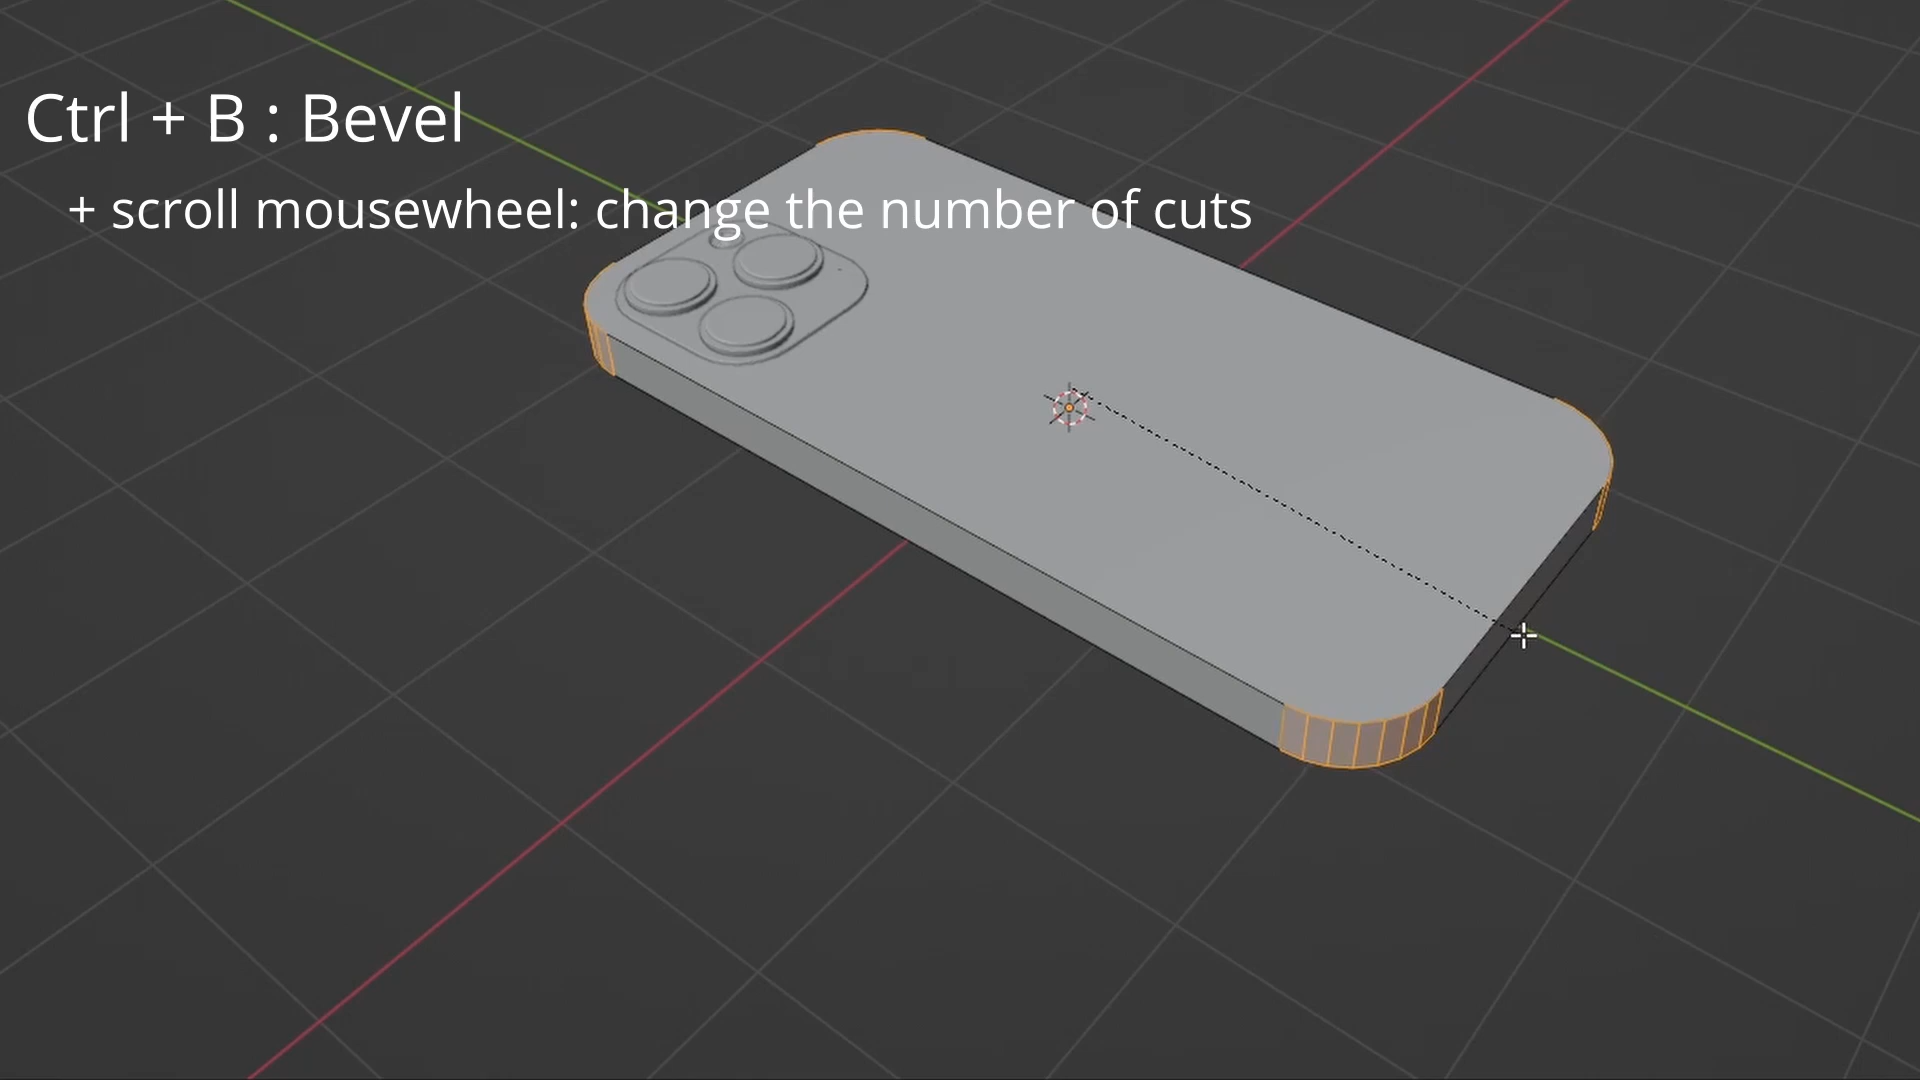 Ctrl + B : Bevel
+ scroll mousewheel: change the number of cuts